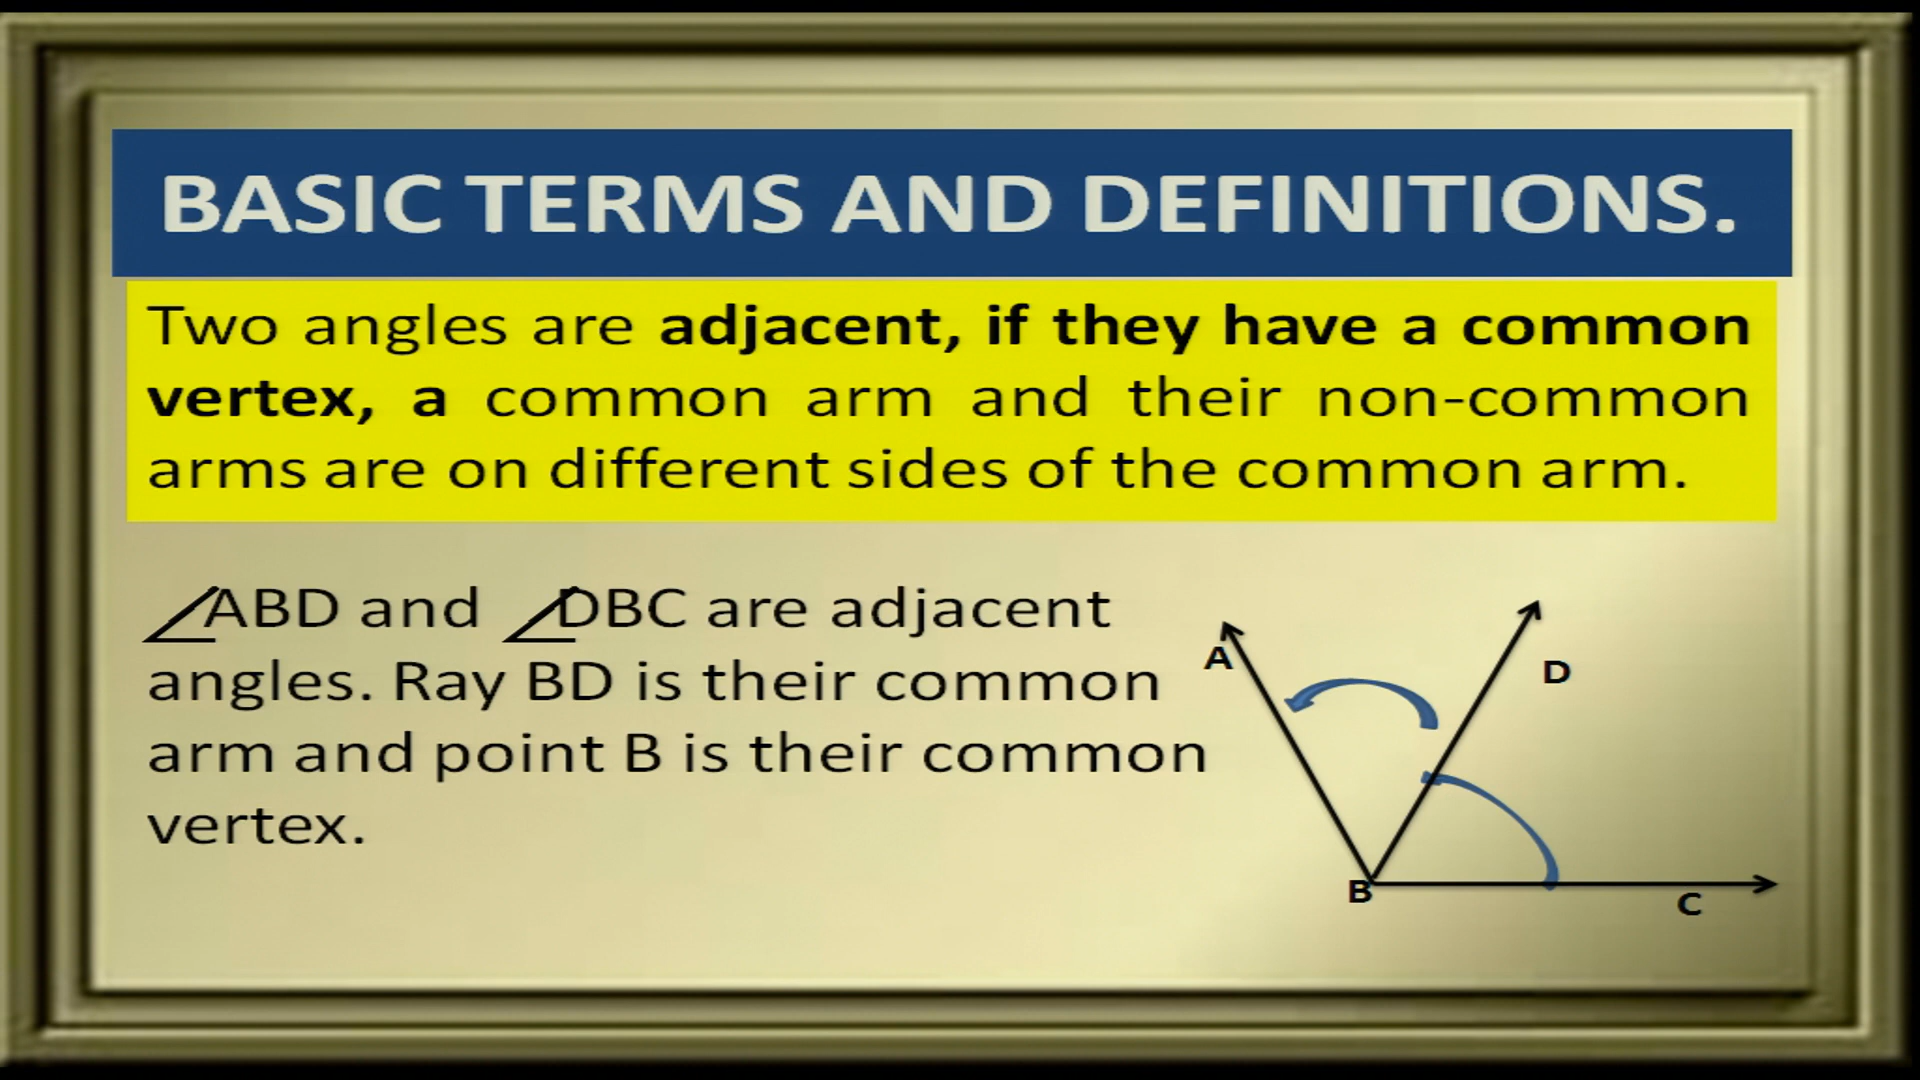 BASIC TERMS AND DEFINITIONS.
Two angles are adjacent, if they have a common
vertex, a common arm and their non-common
arms are on different sides of the common arm.
∠ABD and ∠DBC are adjacent
angles. Ray BD is their common
arm and point B is their common
vertex.
A
D
B
C